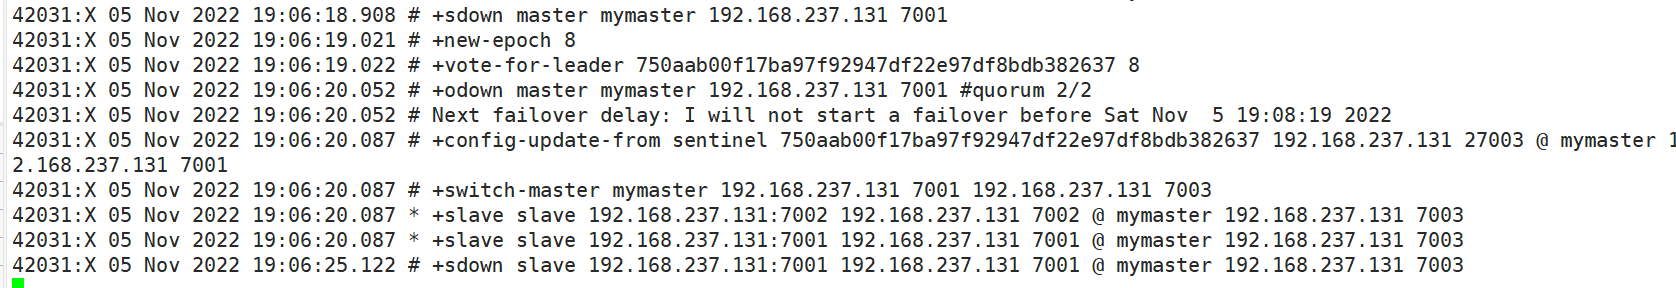 42031:X 05 Nov 2022 19:06:18.908 # +sdown master mymaster 192.168.237.131 7001
42031:X 05 Nov 2022 19:06:19.021 # +new-epoch 8
42031:X 05 Nov 2022 19:06:19.022 # +vote-for-leader 750aab00f17ba97f92947df22e97df8bdb382637 8
42031:X 05 Nov 2022 19:06:20.052 # +odown master mymaster 192.168.237.131 7001 #quorum 2/2
42031:X 05 Nov 2022 19:06:20.052 # Next failover delay: I will not start a failover before Sat Nov  5 19:08:19 2022
42031:X 05 Nov 2022 19:06:20.087 # +config-update-from sentinel 750aab00f17ba97f92947df22e97df8bdb382637 192.168.237.131 27003 @ mymaster 1
2.168.237.131 7001
42031:X 05 Nov 2022 19:06:20.087 # +switch-master mymaster 192.168.237.131 7001 192.168.237.131 7003
42031:X 05 Nov 2022 19:06:20.087 * +slave slave 192.168.237.131:7002 192.168.237.131 7002 @ mymaster 192.168.237.131 7003
42031:X 05 Nov 2022 19:06:20.087 * +slave slave 192.168.237.131:7001 192.168.237.131 7001 @ mymaster 192.168.237.131 7003
42031:X 05 Nov 2022 19:06:25.122 # +sdown slave 192.168.237.131:7001 192.168.237.131 7001 @ mymaster 192.168.237.131 7003